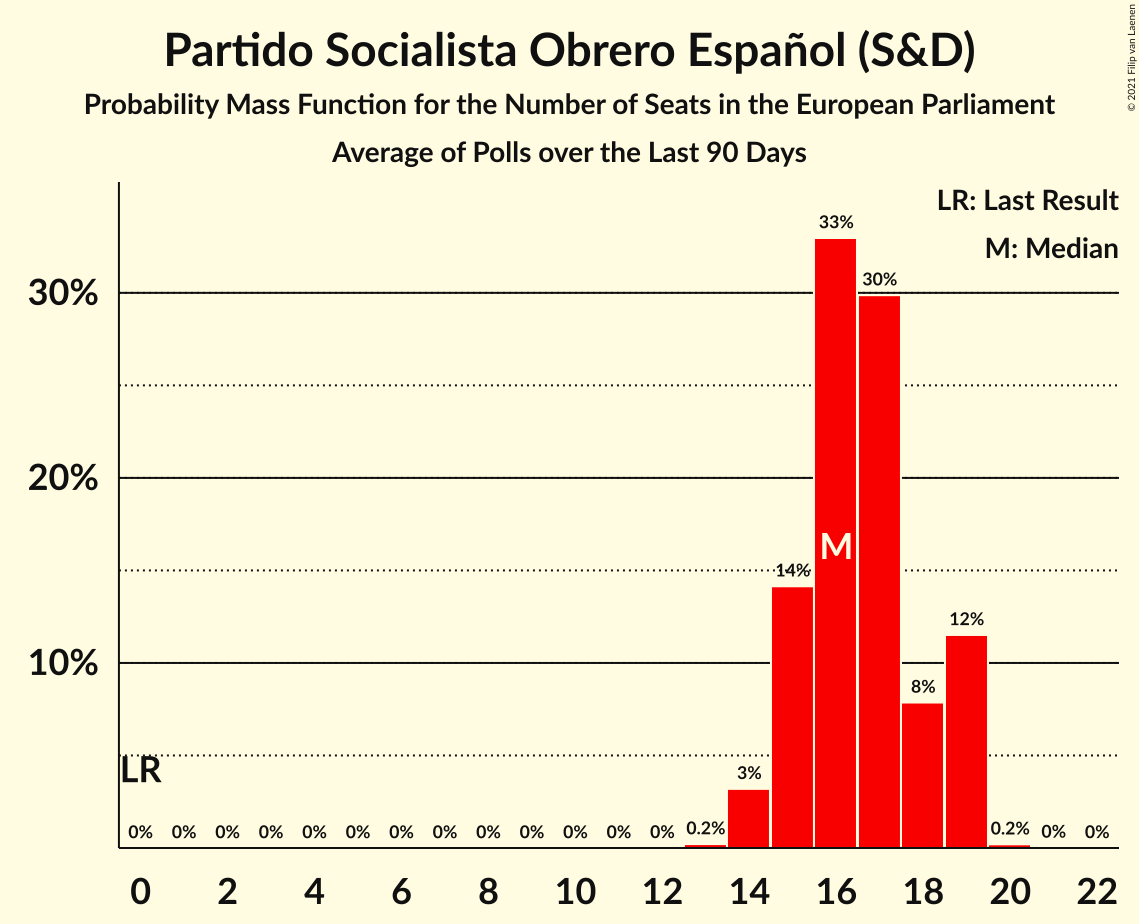 Partido Socialista Obrero Español (S&D)
Probability Mass Function for the Number of Seats in the European Parliament
Average of Polls over the Last 90 Days
© 2021 Filip van Laenen
LR: Last Result
M: Median
33%
30%
30%
20%
M
14%
12%
10%
8%
LR
3%
0% 0% 0% 0% 0% 0% 0% 0% 0% 0% 0% 0% 0% 0.2% 0.2% 0% 0%
0 2 4 6 8 10 12 14 16 18 20 22